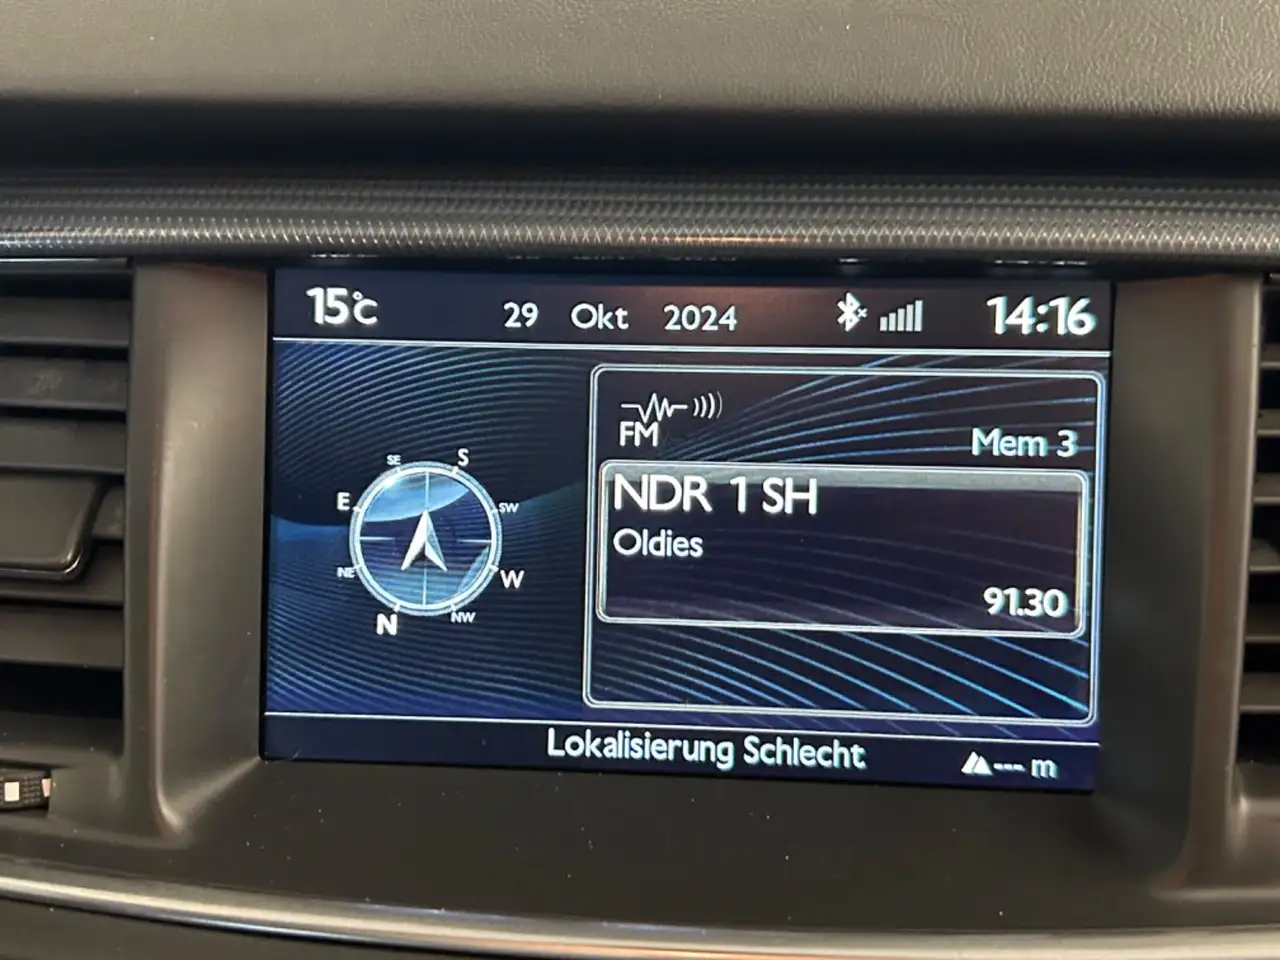 15°C 29 Okt 2024 14:16
FM
Mem 3
NDR 1 SH
Oldies
91.30
SE S
E SW
NE W
N NW
Lokalisierung Schlecht --- m